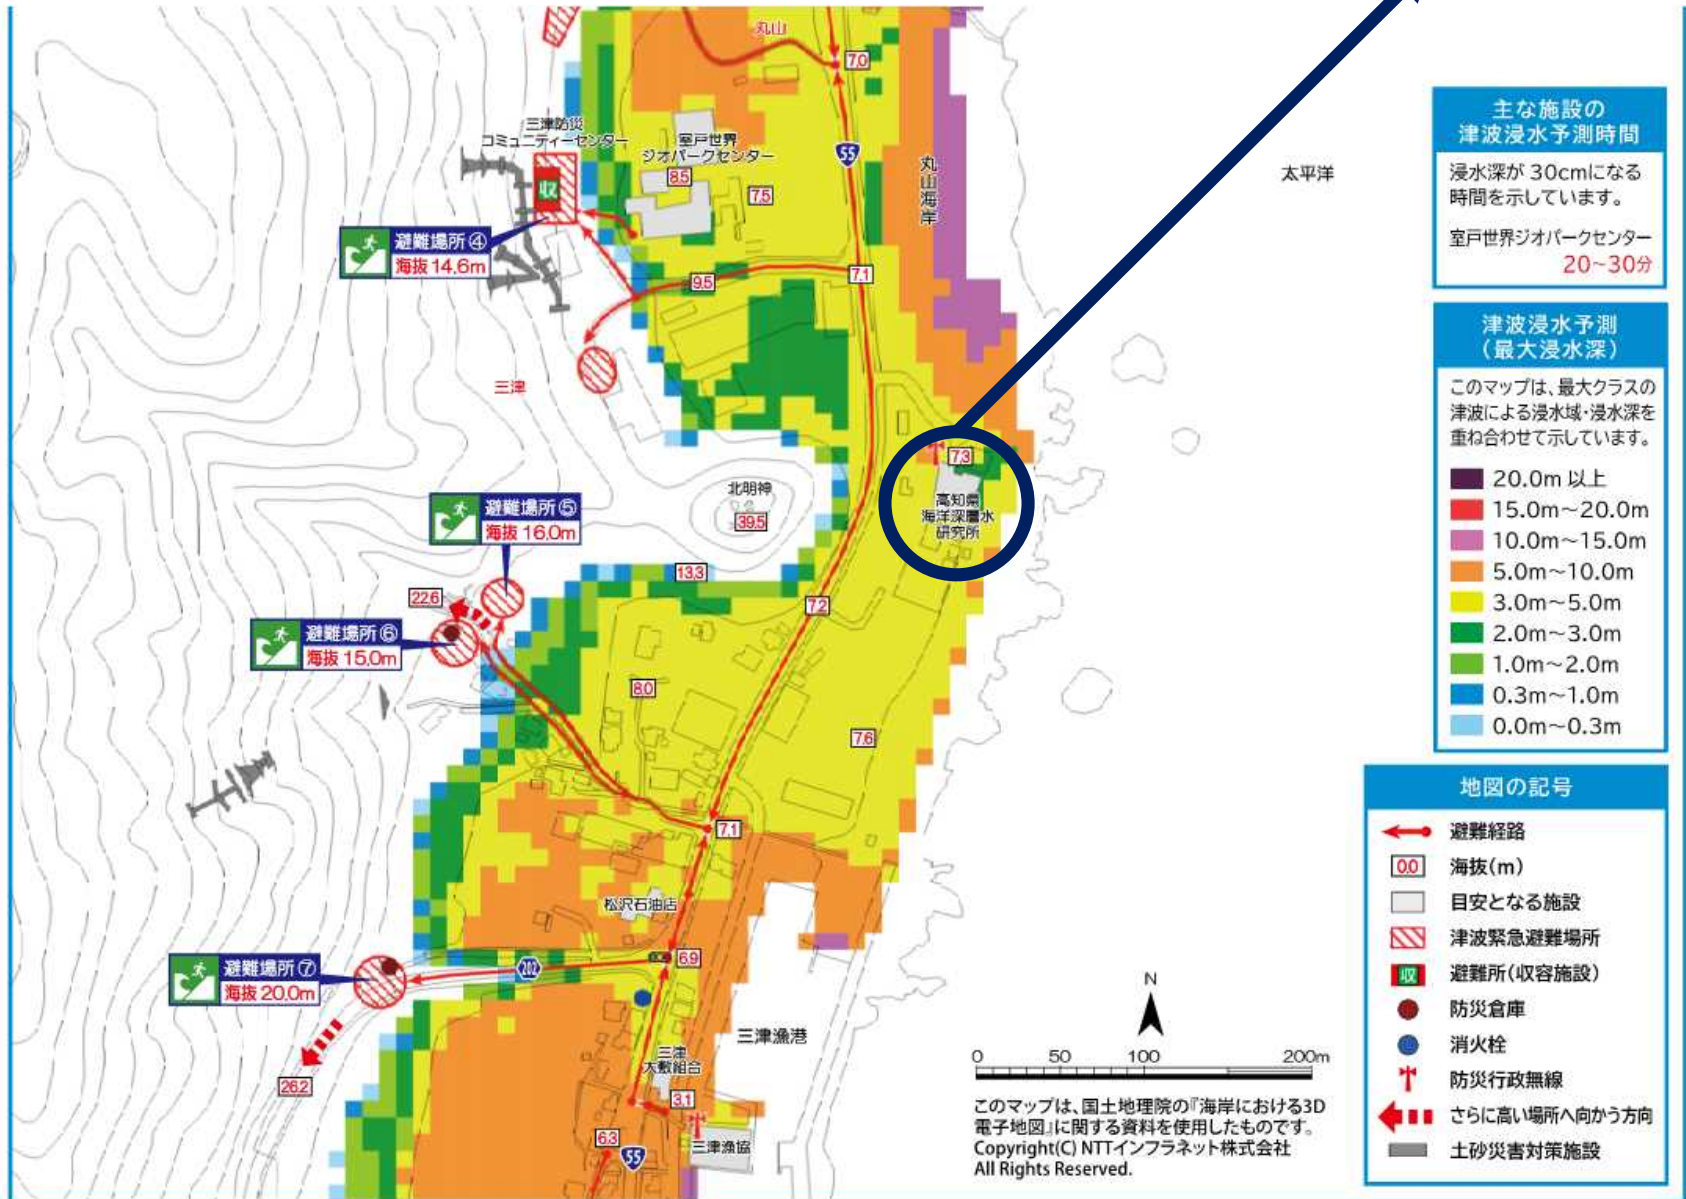 丸山
7.0
三津防災
コミュニティーセンター
室戸世界
ジオパークセンター
8.5
7.5
55
丸山海岸
太平洋
収
避難場所④
海抜 14.6m
9.5
7.1
三津
7.3
高知県
海洋深層水
研究所
北明神
39.5
避難場所⑤
海抜 16.0m
13.3
22.6
7.2
避難場所⑥
海抜 15.0m
8.0
7.6
7.1
松沢石油店
6.9
202
避難場所⑦
海抜 20.0m
26.2
三津漁港
三津
大敷組合
3.1
6.3
55
三津漁協
主な施設の
津波浸水予測時間
浸水深が 30cmになる
時間を示しています。
室戸世界ジオパークセンター
20~30分
津波浸水予測
(最大浸水深)
このマップは、最大クラスの
津波による浸水域・浸水深を
重ね合わせて示しています。
20.0m 以上
15.0m~20.0m
10.0m~15.0m
5.0m~10.0m
3.0m~5.0m
2.0m~3.0m
1.0m~2.0m
0.3m~1.0m
0.0m~0.3m
地図の記号
避難経路
0.0 海抜(m)
目安となる施設
津波緊急避難場所
収 避難所(収容施設)
防災倉庫
消火栓
防災行政無線
さらに高い場所へ向かう方向
土砂災害対策施設
N
0 50 100 200m
このマップは、国土地理院の『海岸における3D
電子地図』に関する資料を使用したものです。
Copyright(C) NTTインフラネット株式会社
All Rights Reserved.